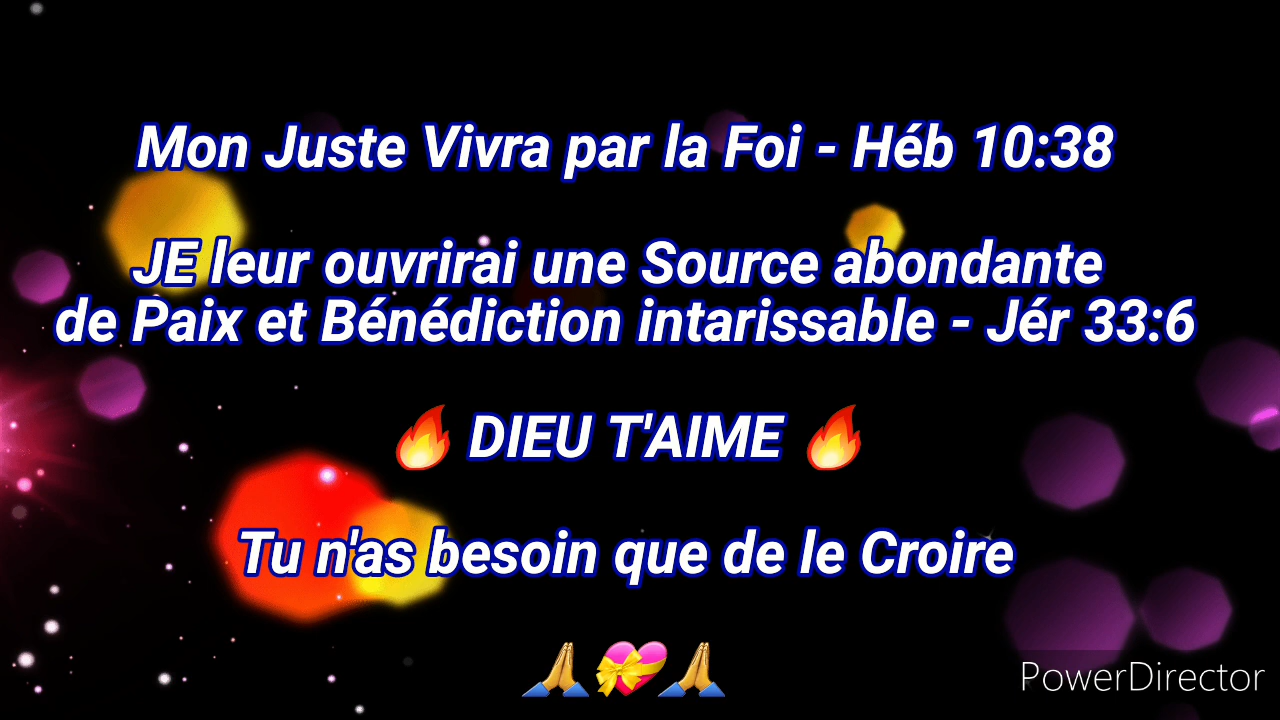 Mon Juste Vivra par la Foi - Héb 10:38
JE leur ouvrirai une Source abondante
de Paix et Bénédiction intarissable - Jér 33:6
🔥 DIEU T'AIME 🔥
Tu n'as besoin que de le Croire
🙏💝🙏
PowerDirector